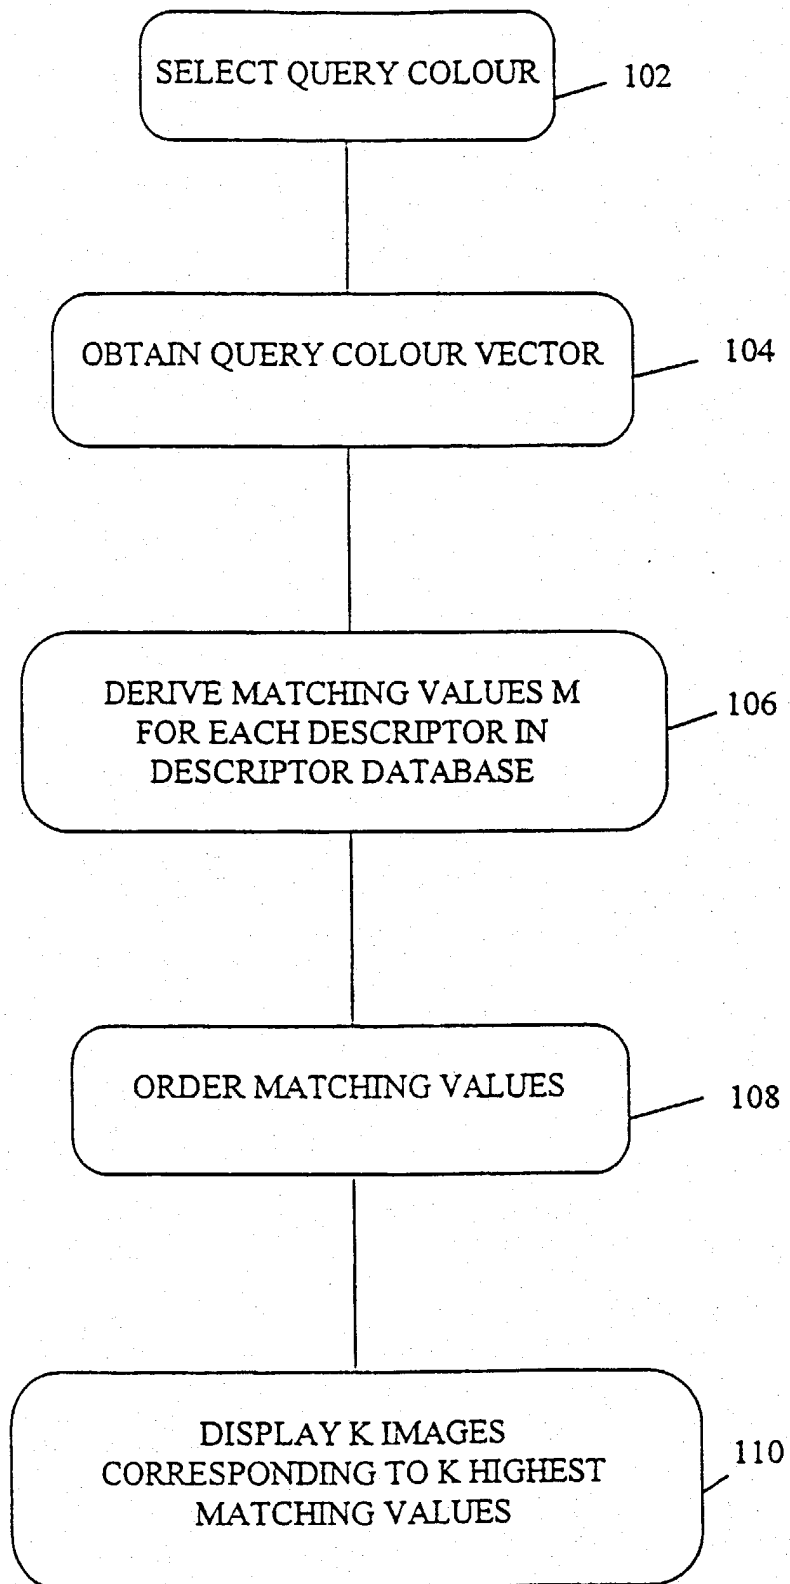 SELECT QUERY COLOUR
102
OBTAIN QUERY COLOUR VECTOR
104
DERIVE MATCHING VALUES M
FOR EACH DESCRIPTOR IN
DESCRIPTOR DATABASE
106
ORDER MATCHING VALUES
108
DISPLAY K IMAGES
CORRESPONDING TO K HIGHEST
MATCHING VALUES
110